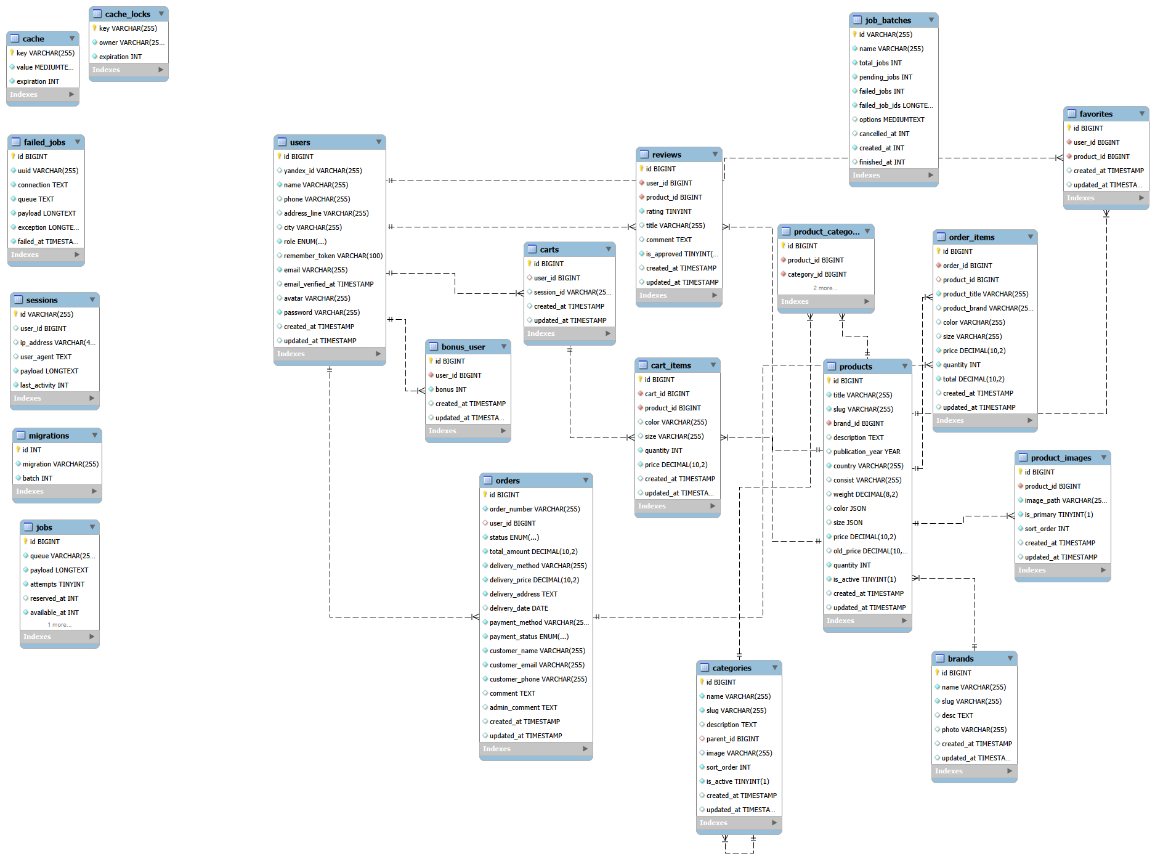 cache
key VARCHAR(255)
value MEDIUMTE...
expiration INT
Indexes
cache_locks
key VARCHAR(255)
owner VARCHAR(25...
expiration INT
Indexes
failed_jobs
id BIGINT
uuid VARCHAR(255)
connection TEXT
queue TEXT
payload LONGTEXT
exception LONGTE...
failed_at TIMESTA...
Indexes
sessions
id VARCHAR(255)
user_id BIGINT
ip_address VARCHAR(4...
user_agent TEXT
payload LONGTEXT
last_activity INT
Indexes
migrations
id INT
migration VARCHAR(255)
batch INT
Indexes
jobs
id BIGINT
queue VARCHAR(25...
payload LONGTEXT
attempts TINYINT
reserved_at INT
available_at INT
1 more...
Indexes
users
id BIGINT
yandex_id VARCHAR(255)
name VARCHAR(255)
phone VARCHAR(255)
address_line VARCHAR(255)
city VARCHAR(255)
role ENUM(...)
remember_token VARCHAR(100)
email VARCHAR(255)
email_verified_at TIMESTAMP
avatar VARCHAR(255)
password VARCHAR(255)
created_at TIMESTAMP
updated_at TIMESTAMP
Indexes
bonus_user
id BIGINT
user_id BIGINT
bonus INT
created_at TIMESTAMP
updated_at TIMESTA...
Indexes
carts
id BIGINT
user_id BIGINT
session_id VARCHAR(25...
created_at TIMESTAMP
updated_at TIMESTAMP
Indexes
orders
id BIGINT
order_number VARCHAR(255)
user_id BIGINT
status ENUM(...)
total_amount DECIMAL(10,2)
delivery_method VARCHAR(255)
delivery_price DECIMAL(10,2)
delivery_address TEXT
delivery_date DATE
payment_method VARCHAR(25...
payment_status ENUM(...)
customer_name VARCHAR(255)
customer_email VARCHAR(255)
customer_phone VARCHAR(255)
comment TEXT
admin_comment TEXT
created_at TIMESTAMP
updated_at TIMESTAMP
Indexes
reviews
id BIGINT
user_id BIGINT
product_id BIGINT
rating TINYINT
title VARCHAR(255)
comment TEXT
is_approved TINYINT(...
created_at TIMESTAMP
updated_at TIMESTAMP
Indexes
cart_items
id BIGINT
cart_id BIGINT
product_id BIGINT
color VARCHAR(255)
size VARCHAR(255)
quantity INT
price DECIMAL(10,2)
created_at TIMESTAMP
updated_at TIMESTA...
Indexes
categories
id BIGINT
name VARCHAR(255)
slug VARCHAR(255)
description TEXT
parent_id BIGINT
image VARCHAR(255)
sort_order INT
is_active TINYINT(1)
created_at TIMESTAMP
updated_at TIMESTA...
Indexes
job_batches
id VARCHAR(255)
name VARCHAR(255)
total_jobs INT
pending_jobs INT
failed_jobs INT
failed_job_ids LONGTE...
options MEDIUMTEXT
cancelled_at INT
created_at INT
finished_at INT
Indexes
product_catego...
id BIGINT
product_id BIGINT
category_id BIGINT
2 more...
Indexes
products
id BIGINT
title VARCHAR(255)
slug VARCHAR(255)
brand_id BIGINT
description TEXT
publication_year YEAR
country VARCHAR(255)
consist VARCHAR(255)
weight DECIMAL(8,2)
color JSON
size JSON
price DECIMAL(10,2)
old_price DECIMAL(10,...
quantity INT
is_active TINYINT(1)
created_at TIMESTAMP
updated_at TIMESTAMP
Indexes
favorites
id BIGINT
user_id BIGINT
product_id BIGINT
created_at TIMESTAMP
updated_at TIMESTA...
Indexes
order_items
id BIGINT
order_id BIGINT
product_id BIGINT
product_title VARCHAR(255)
product_brand VARCHAR(25...
color VARCHAR(255)
size VARCHAR(255)
price DECIMAL(10,2)
quantity INT
total DECIMAL(10,2)
created_at TIMESTAMP
updated_at TIMESTAMP
Indexes
product_images
id BIGINT
product_id BIGINT
image_path VARCHAR(25...
is_primary TINYINT(1)
sort_order INT
created_at TIMESTAMP
updated_at TIMESTAMP
Indexes
brands
id BIGINT
name VARCHAR(255)
slug VARCHAR(255)
desc TEXT
photo VARCHAR(255)
created_at TIMESTAMP
updated_at TIMESTA...
Indexes